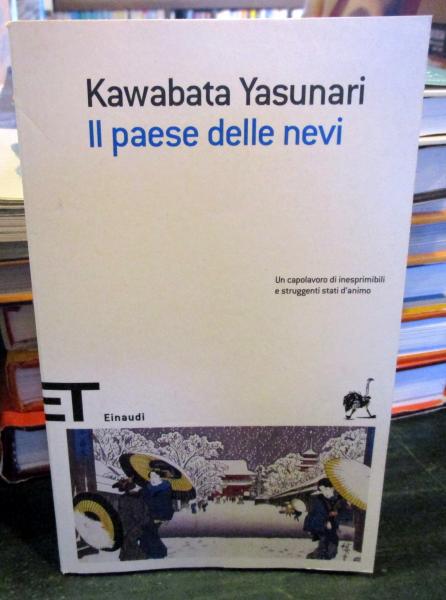 Kawabata Yasunari
Il paese delle nevi
Un capolavoro di inesprimibili
e struggenti stati d'animo
ET
Einaudi